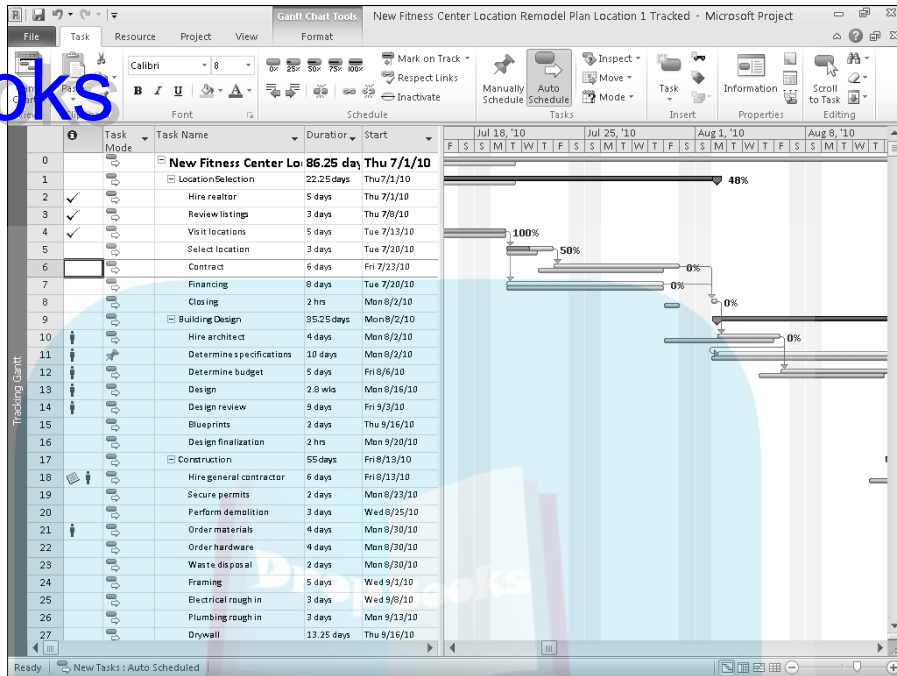 Gantt Chart Tools New Fitness Center Location Remodel Plan Location 1 Tracked - Microsoft Project
File Task Resource Project View Format
Calibri 8
B I U A
Font
0% 25% 50% 75% 100%
Mark on Track
Respect Links
Inactivate
Schedule
Manually Schedule
Auto Schedule
Inspect
Move
Mode
Tasks
Task
Insert
Information
Properties
Scroll to Task
Editing
ooks
Task Mode Task Name Duration Start
Jul 18, '10 Jul 25, '10 Aug 1, '10 Aug 8, '10
F S S M T W T F S S M T W T F S S M T W T F S S M T W T
0 New Fitness Center Lo 86.25 day Thu 7/1/10
1 Location Selection 22.25 days Thu 7/1/10 48%
2 Hire realtor 5 days Thu 7/1/10
3 Review listings 3 days Thu 7/8/10
4 Visit locations 5 days Tue 7/13/10 100%
5 Select location 3 days Tue 7/20/10 50%
6 Contract 6 days Fri 7/23/10 0%
7 Financing 8 days Tue 7/20/10 0%
8 Closing 2 hrs Mon 8/2/10 0%
9 Building Design 35.25 days Mon 8/2/10
10 Hire architect 4 days Mon 8/2/10 0%
11 Determine specifications 10 days Mon 8/2/10
12 Determine budget 5 days Fri 8/6/10
13 Design 2.8 wks Mon 8/16/10
14 Design review 9 days Fri 9/3/10
15 Blueprints 2 days Thu 9/16/10
16 Design finalization 2 hrs Mon 9/20/10
17 Construction 55 days Fri 8/13/10
18 Hire general contractor 6 days Fri 8/13/10
19 Secure permits 2 days Mon 8/23/10
20 Perform demolition 3 days Wed 8/25/10
21 Order materials 4 days Mon 8/30/10
22 Order hardware 4 days Mon 8/30/10
23 Waste disposal 2 days Mon 8/30/10
24 Framing 5 days Wed 9/1/10
25 Electrical rough in 3 days Wed 9/8/10
26 Plumbing rough in 3 days Mon 9/13/10
27 Drywall 13.25 days Thu 9/16/10
Tracking Gantt
DropBooks
Ready New Tasks : Auto Scheduled